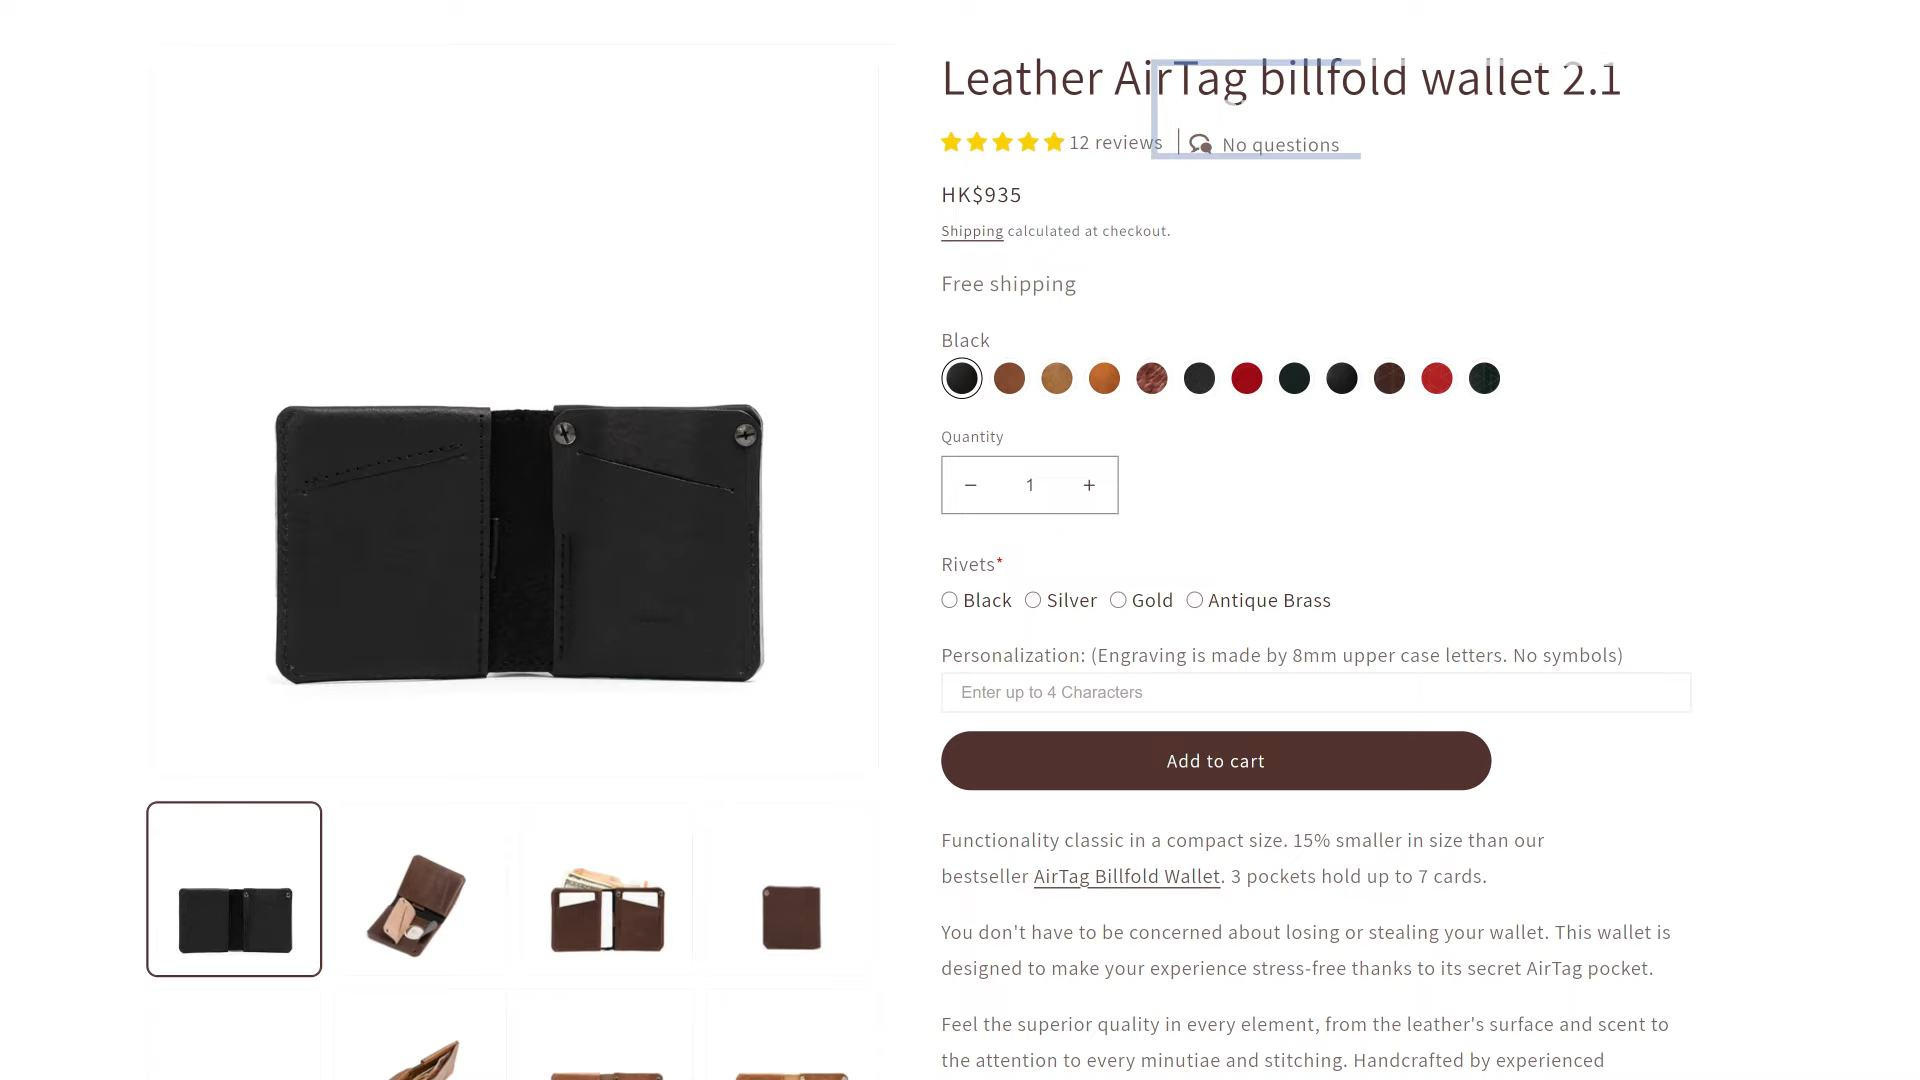 Leather AirTag billfold wallet 2.1
12 reviews
No questions
HK$935
Shipping calculated at checkout.
Free shipping
Black
Quantity
− 1 +
Rivets*
Black Silver Gold Antique Brass
Personalization: (Engraving is made by 8mm upper case letters. No symbols)
Enter up to 4 Characters
Add to cart
Functionality classic in a compact size. 15% smaller in size than our
bestseller AirTag Billfold Wallet. 3 pockets hold up to 7 cards.
You don't have to be concerned about losing or stealing your wallet. This wallet is
designed to make your experience stress-free thanks to its secret AirTag pocket.
Feel the superior quality in every element, from the leather's surface and scent to
the attention to every minutiae and stitching. Handcrafted by experienced